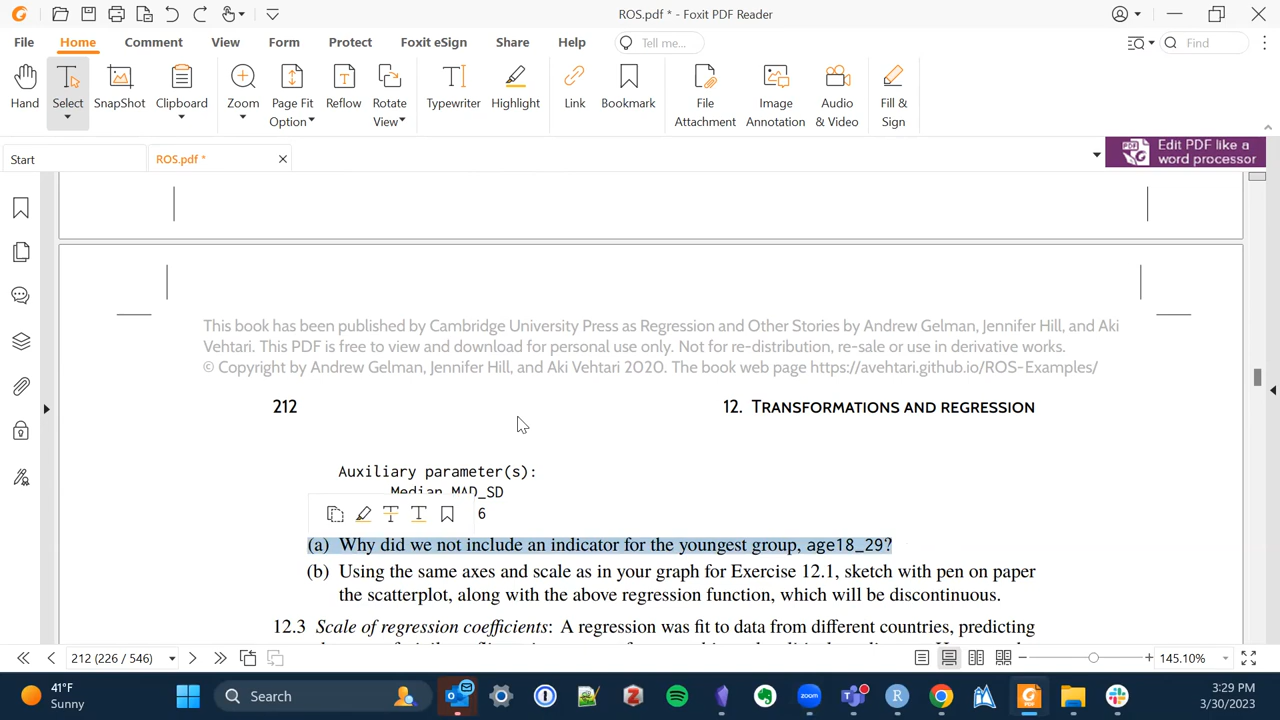 ROS.pdf * - Foxit PDF Reader
File
Home
Comment
View
Form
Protect
Foxit eSign
Share
Help
Tell me...
Find
Hand
Select
SnapShot
Clipboard
Zoom
Page Fit
Option
Reflow
Rotate
View
Typewriter
Highlight
Link
Bookmark
File
Attachment
Image
Annotation
Audio
& Video
Fill &
Sign
Start
ROS.pdf *
Edit PDF like a
word processor
This book has been published by Cambridge University Press as Regression and Other Stories by Andrew Gelman, Jennifer Hill, and Aki
Vehtari. This PDF is free to view and download for personal use only. Not for re-distribution, re-sale or use in derivative works.
© Copyright by Andrew Gelman, Jennifer Hill, and Aki Vehtari 2020. The book web page https://avehtari.github.io/ROS-Examples/
212
12. TRANSFORMATIONS AND REGRESSION
Auxiliary parameter(s):
Median MAD_SD
6
(a) Why did we not include an indicator for the youngest group, age18_29?
(b) Using the same axes and scale as in your graph for Exercise 12.1, sketch with pen on paper
the scatterplot, along with the above regression function, which will be discontinuous.
12.3 Scale of regression coefficients: A regression was fit to data from different countries, predicting
212 (226 / 546)
145.10%
41°F
Sunny
Search
3:29 PM
3/30/2023